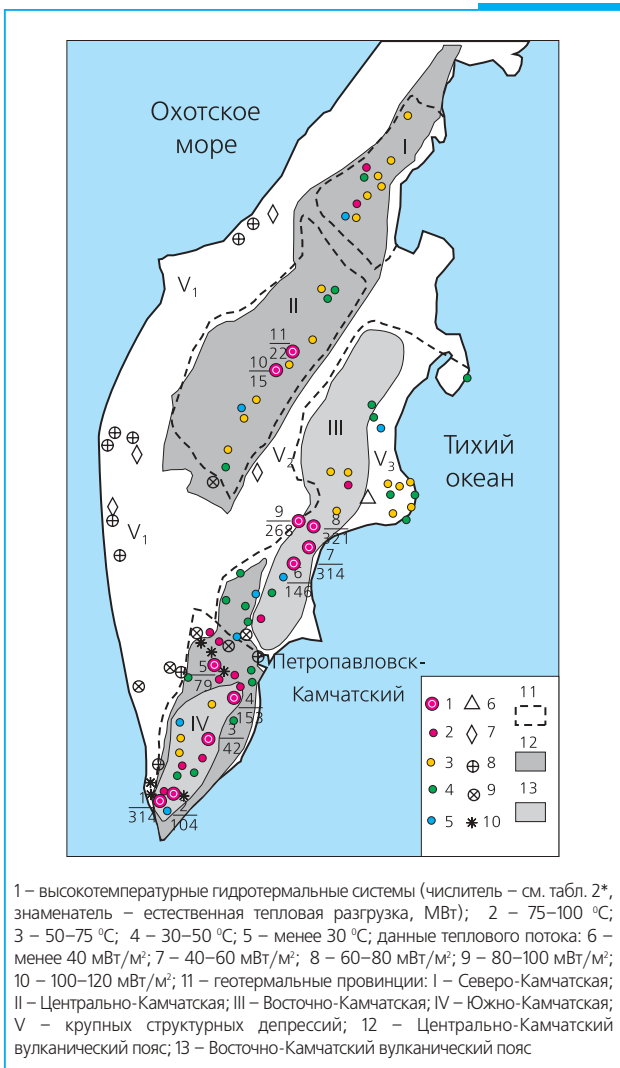 Охотское
море
I
V₁
II
11
22
10
15
III
V₂
V₃
Тихий
океан
9
268
8
321
V₁
7
314
6
146
Петропавловск-
Камчатский
5
79
4
153
IV
3
42
1
314
2
104
1 6 11
2 7
3 8 12
4 9 13
5 10
1 – высокотемпературные гидротермальные системы (числитель – см. табл. 2*,
знаменатель – естественная тепловая разгрузка, МВт); 2 – 75–100 ⁰С;
3 – 50–75 ⁰С; 4 – 30–50 ⁰С; 5 – менее 30 ⁰С; данные теплового потока: 6 –
менее 40 мВт/м²; 7 – 40–60 мВт/м²; 8 – 60–80 мВт/м²; 9 – 80–100 мВт/м²;
10 – 100–120 мВт/м²; 11 – геотермальные провинции: I – Северо-Камчатская;
II – Центрально-Камчатская; III – Восточно-Камчатская; IV – Южно-Камчатская;
V – крупных структурных депрессий; 12 – Центрально-Камчатский
вулканический пояс; 13 – Восточно-Камчатский вулканический пояс